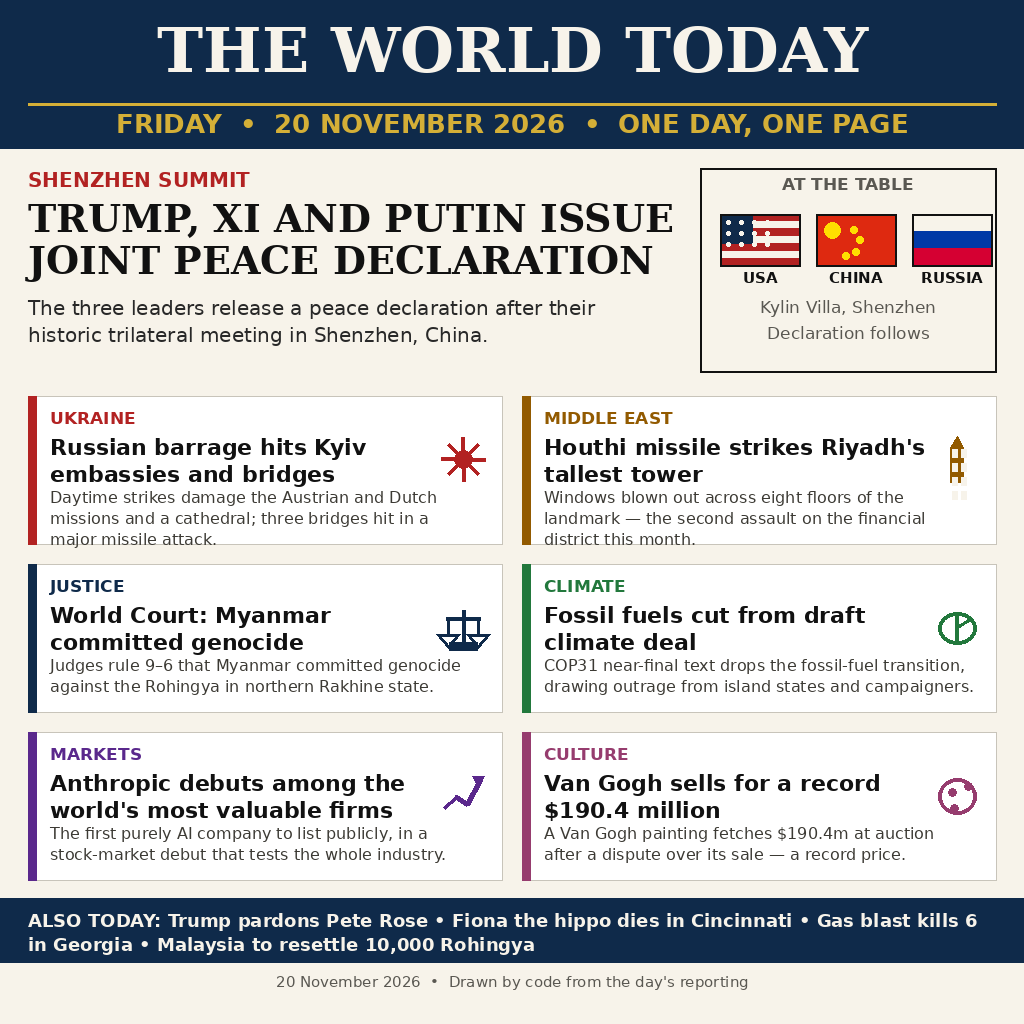 THE WORLD TODAY
FRIDAY • 20 NOVEMBER 2026 • ONE DAY, ONE PAGE
SHENZHEN SUMMIT
TRUMP, XI AND PUTIN ISSUE
JOINT PEACE DECLARATION
The three leaders release a peace declaration after their
historic trilateral meeting in Shenzhen, China.
AT THE TABLE
USA
CHINA
RUSSIA
Kylin Villa, Shenzhen
Declaration follows
UKRAINE
Russian barrage hits Kyiv
embassies and bridges
Daytime strikes damage the Austrian and Dutch
missions and a cathedral; three bridges hit in a
major missile attack.
MIDDLE EAST
Houthi missile strikes Riyadh's
tallest tower
Windows blown out across eight floors of the
landmark — the second assault on the financial
district this month.
JUSTICE
World Court: Myanmar
committed genocide
Judges rule 9–6 that Myanmar committed genocide
against the Rohingya in northern Rakhine state.
CLIMATE
Fossil fuels cut from draft
climate deal
COP31 near-final text drops the fossil-fuel transition,
drawing outrage from island states and campaigners.
MARKETS
Anthropic debuts among the
world's most valuable firms
The first purely AI company to list publicly, in a
stock-market debut that tests the whole industry.
CULTURE
Van Gogh sells for a record
$190.4 million
A Van Gogh painting fetches $190.4m at auction
after a dispute over its sale — a record price.
ALSO TODAY: Trump pardons Pete Rose • Fiona the hippo dies in Cincinnati • Gas blast kills 6
in Georgia • Malaysia to resettle 10,000 Rohingya
20 November 2026 • Drawn by code from the day's reporting